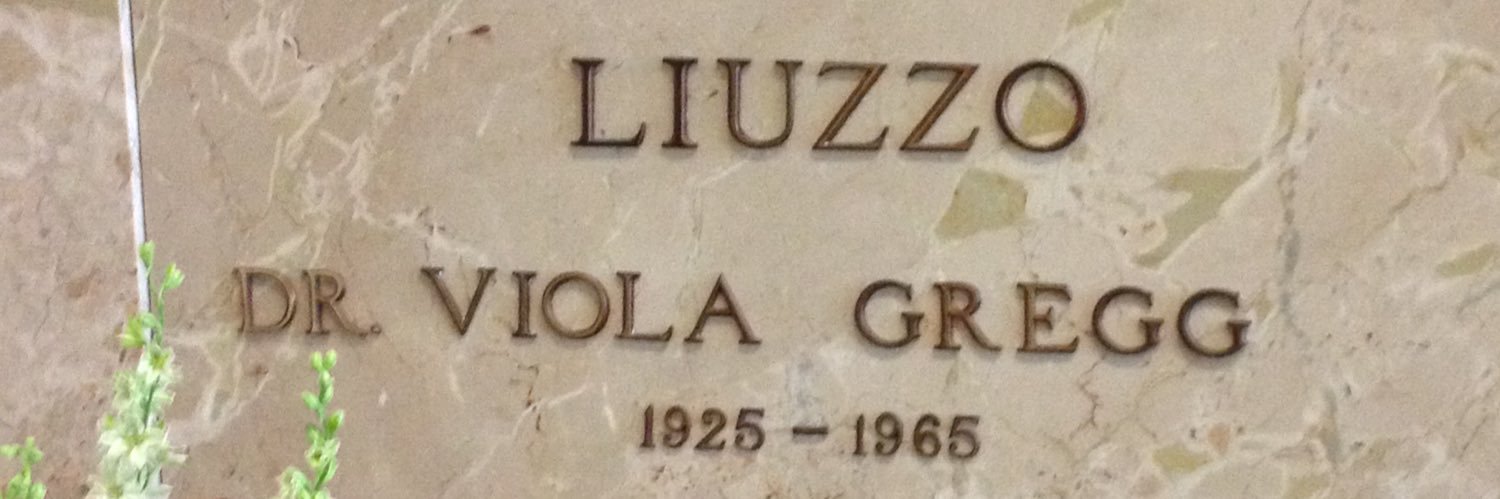 LIUZZO
DR. VIOLA GREGG
1925 – 1965